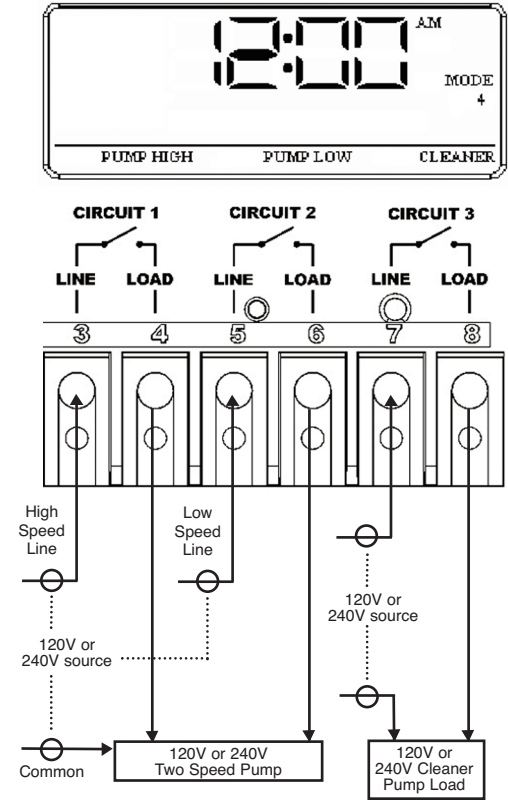 12:00 AM
MODE
4
PUMP HIGH PUMP LOW CLEANER
CIRCUIT 1 CIRCUIT 2 CIRCUIT 3
LINE LOAD LINE LOAD LINE LOAD
3 4 5 6 7 8
High
Speed
Line
Low
Speed
Line
120V or
240V source
120V or
240V source
Common
120V or 240V
Two Speed Pump
120V or
240V Cleaner
Pump Load